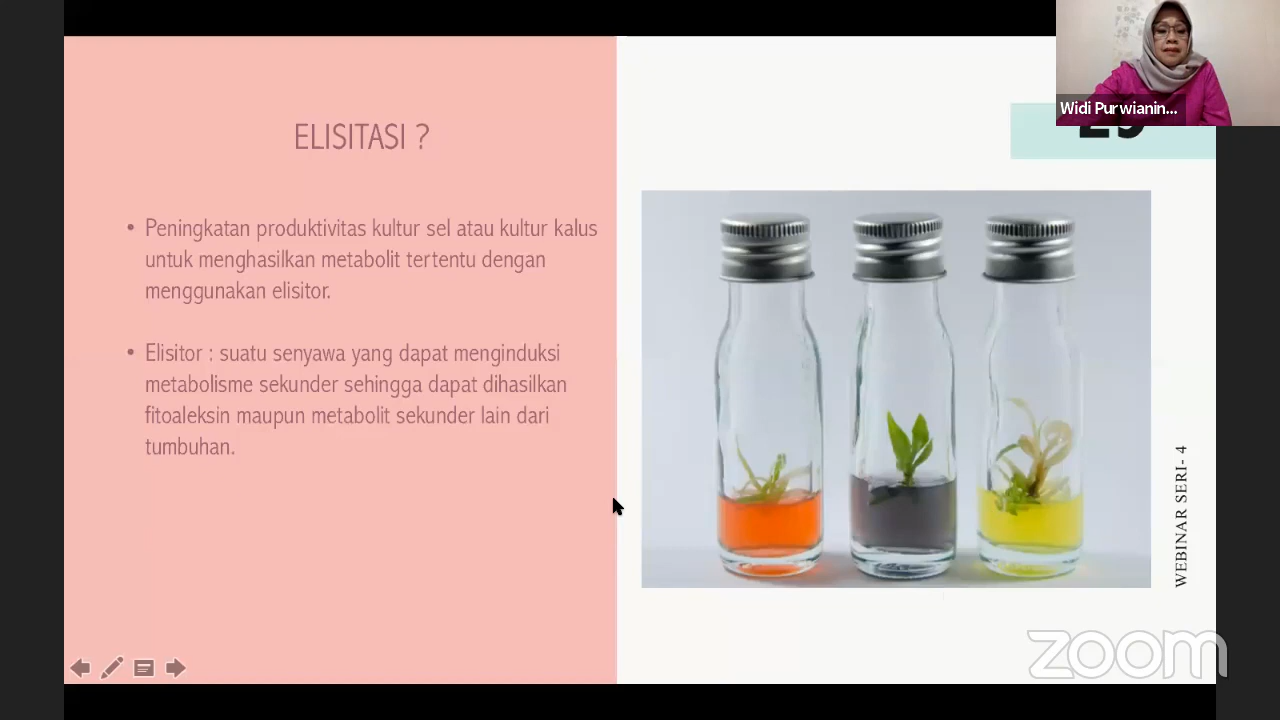 Widi Purwianin...
ELISITASI ?
• Peningkatan produktivitas kultur sel atau kultur kalus
untuk menghasilkan metabolit tertentu dengan
menggunakan elisitor.
• Elisitor : suatu senyawa yang dapat menginduksi
metabolisme sekunder sehingga dapat dihasilkan
fitoaleksin maupun metabolit sekunder lain dari
tumbuhan.
WEBINAR SERI- 4
zoom